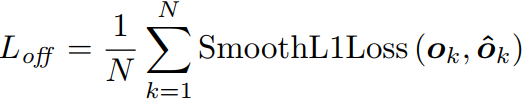 L_{off} = \frac{1}{N} \sum_{k=1}^{N} \text{SmoothL1Loss} (\boldsymbol{o}_k, \hat{\boldsymbol{o}}_k)